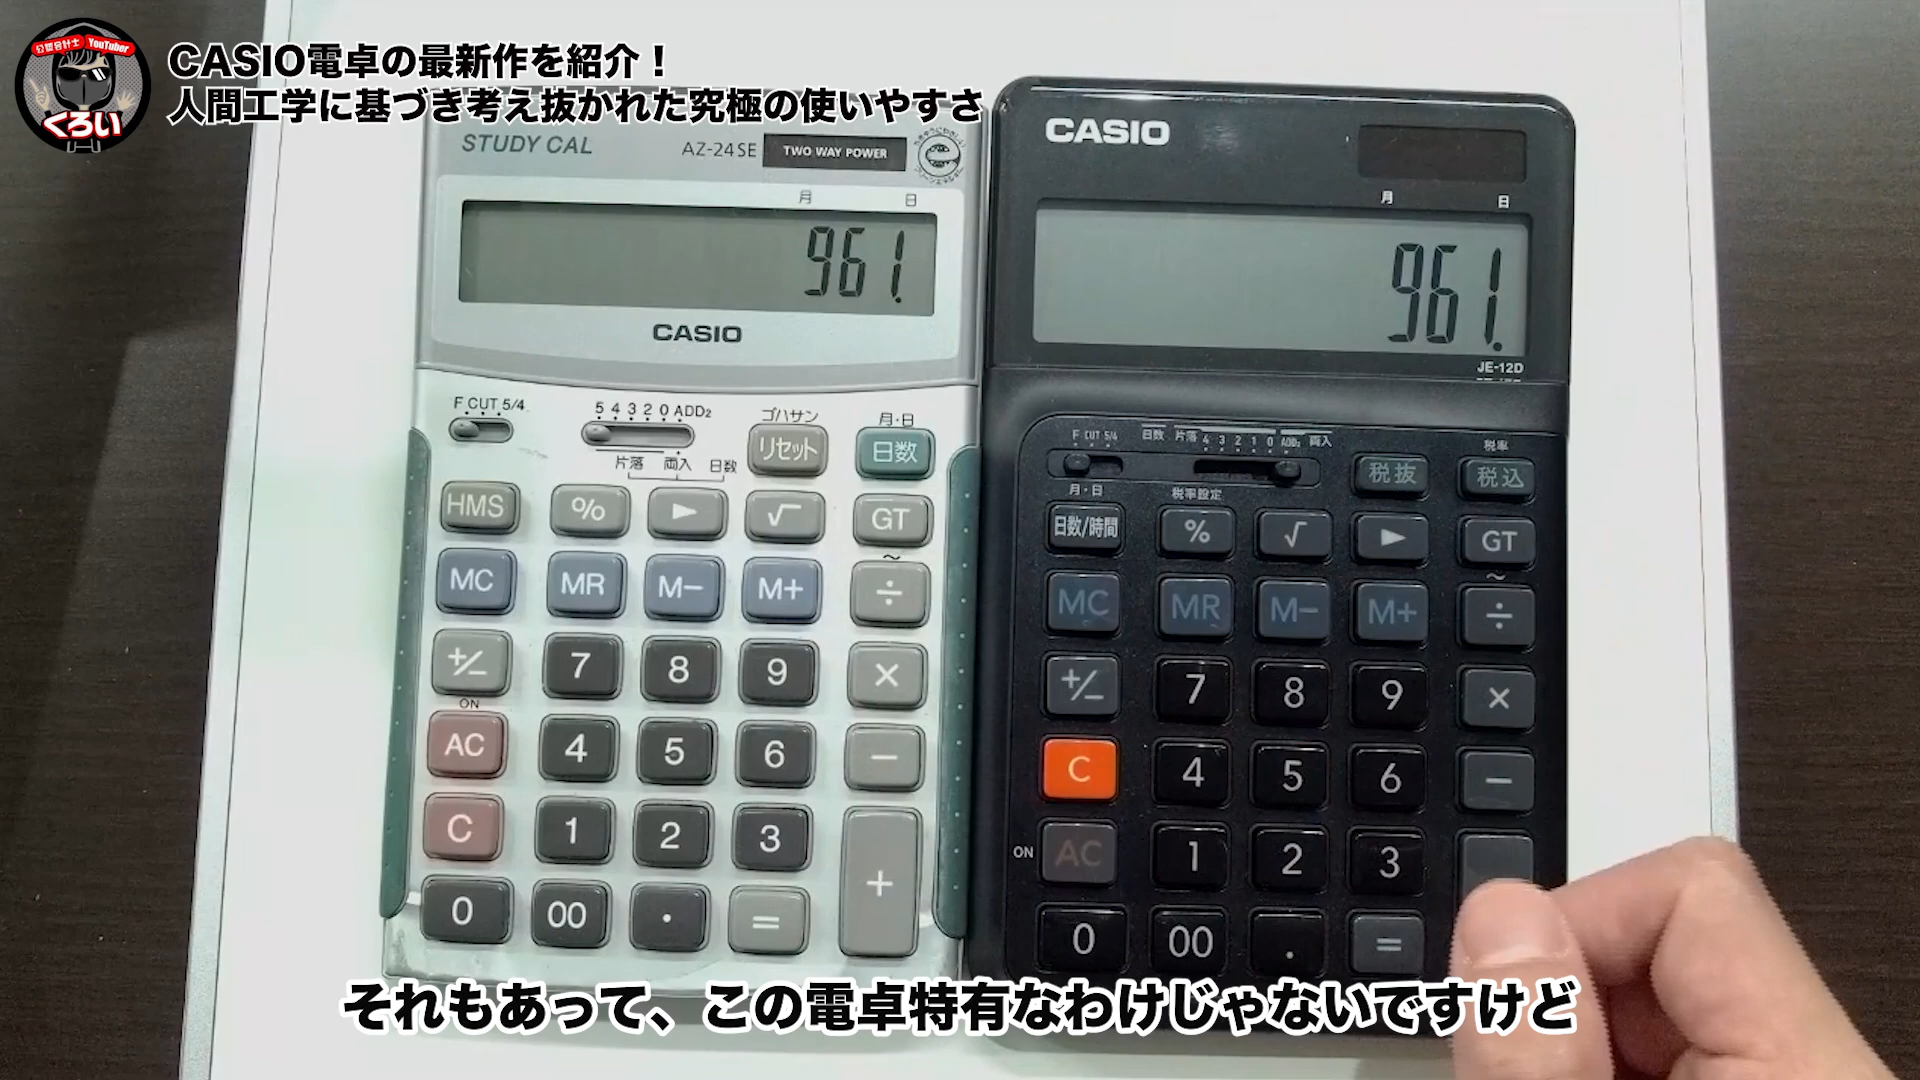 公認会計士 YouTuber
くろい
CASIO電卓の最新作を紹介！
人間工学に基づき考え抜かれた究極の使いやすさ
STUDY CAL
AZ-24SE
TWO WAY POWER
月 日
961.
CASIO
F CUT 5/4
5 4 3 2 0 ADD2
片落 両入 日数
ゴハサン
リセット
月・日
日数
HMS % ▶ √ GT
MC MR M− M+ ÷
+/− 7 8 9 ×
ON
AC 4 5 6 −
C 1 2 3 +
0 00 . =
CASIO
月 日
961.
JE-12D
F CUT 5/4
日数 片落 4 3 2 1 0 ADD2 両入
税抜
税率
税込
月・日
税率設定
日数/時間 % √ ▶ GT
MC MR M− M+ ÷
+/− 7 8 9 ×
C 4 5 6 −
ON AC 1 2 3
0 00 . =
それもあって、この電卓特有なわけじゃないですけど